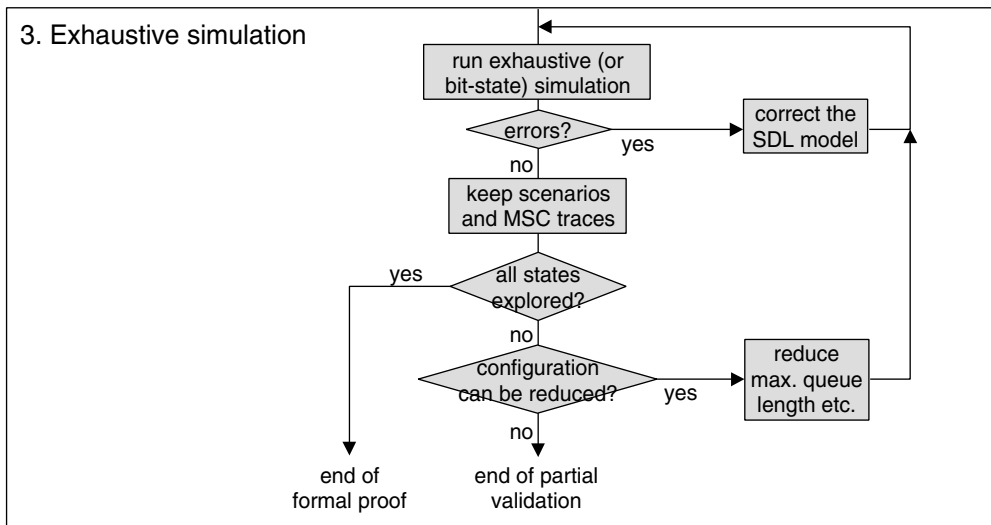 3. Exhaustive simulation
run exhaustive (or
bit-state) simulation
errors?
yes
correct the
SDL model
no
keep scenarios
and MSC traces
yes
all states
explored?
no
configuration
can be reduced?
yes
reduce
max. queue
length etc.
no
end of
formal proof
end of partial
validation